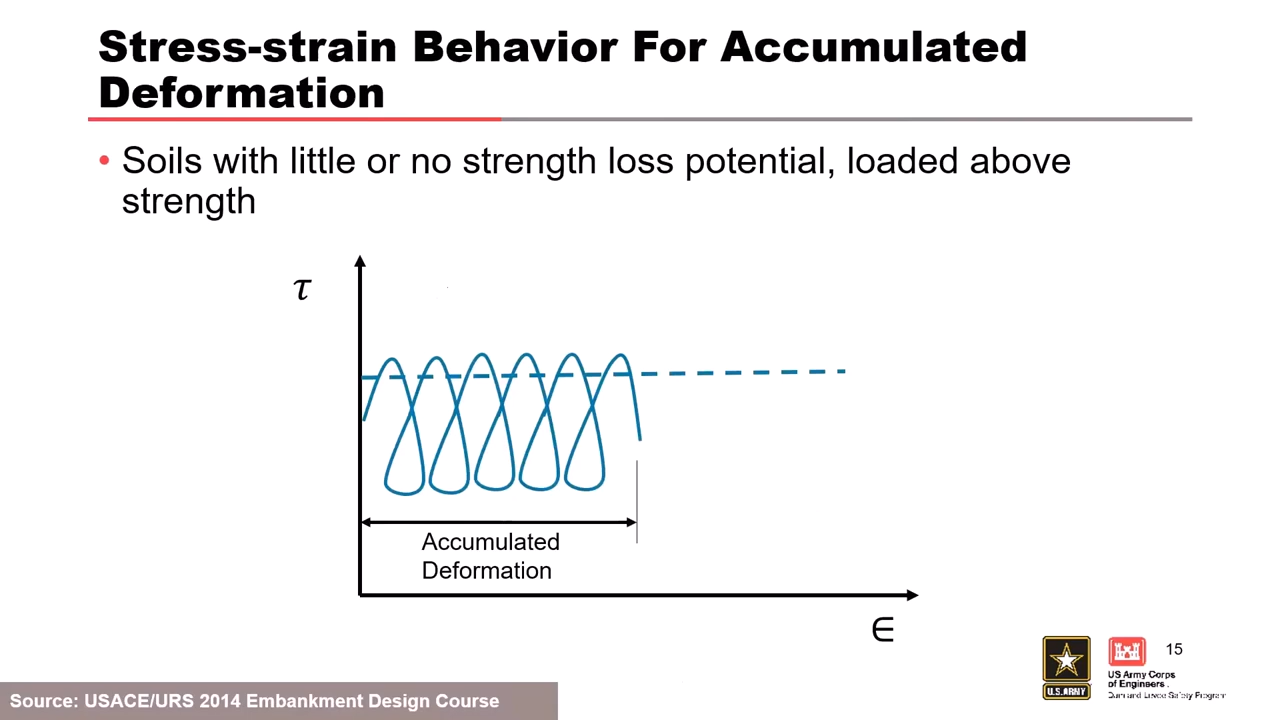 Stress-strain Behavior For Accumulated
Deformation
• Soils with little or no strength loss potential, loaded above
strength
τ
Accumulated
Deformation
∈
15
U.S.ARMY
US Army Corps
of Engineers.
Dam and Levee Safety Program
Source: USACE/URS 2014 Embankment Design Course